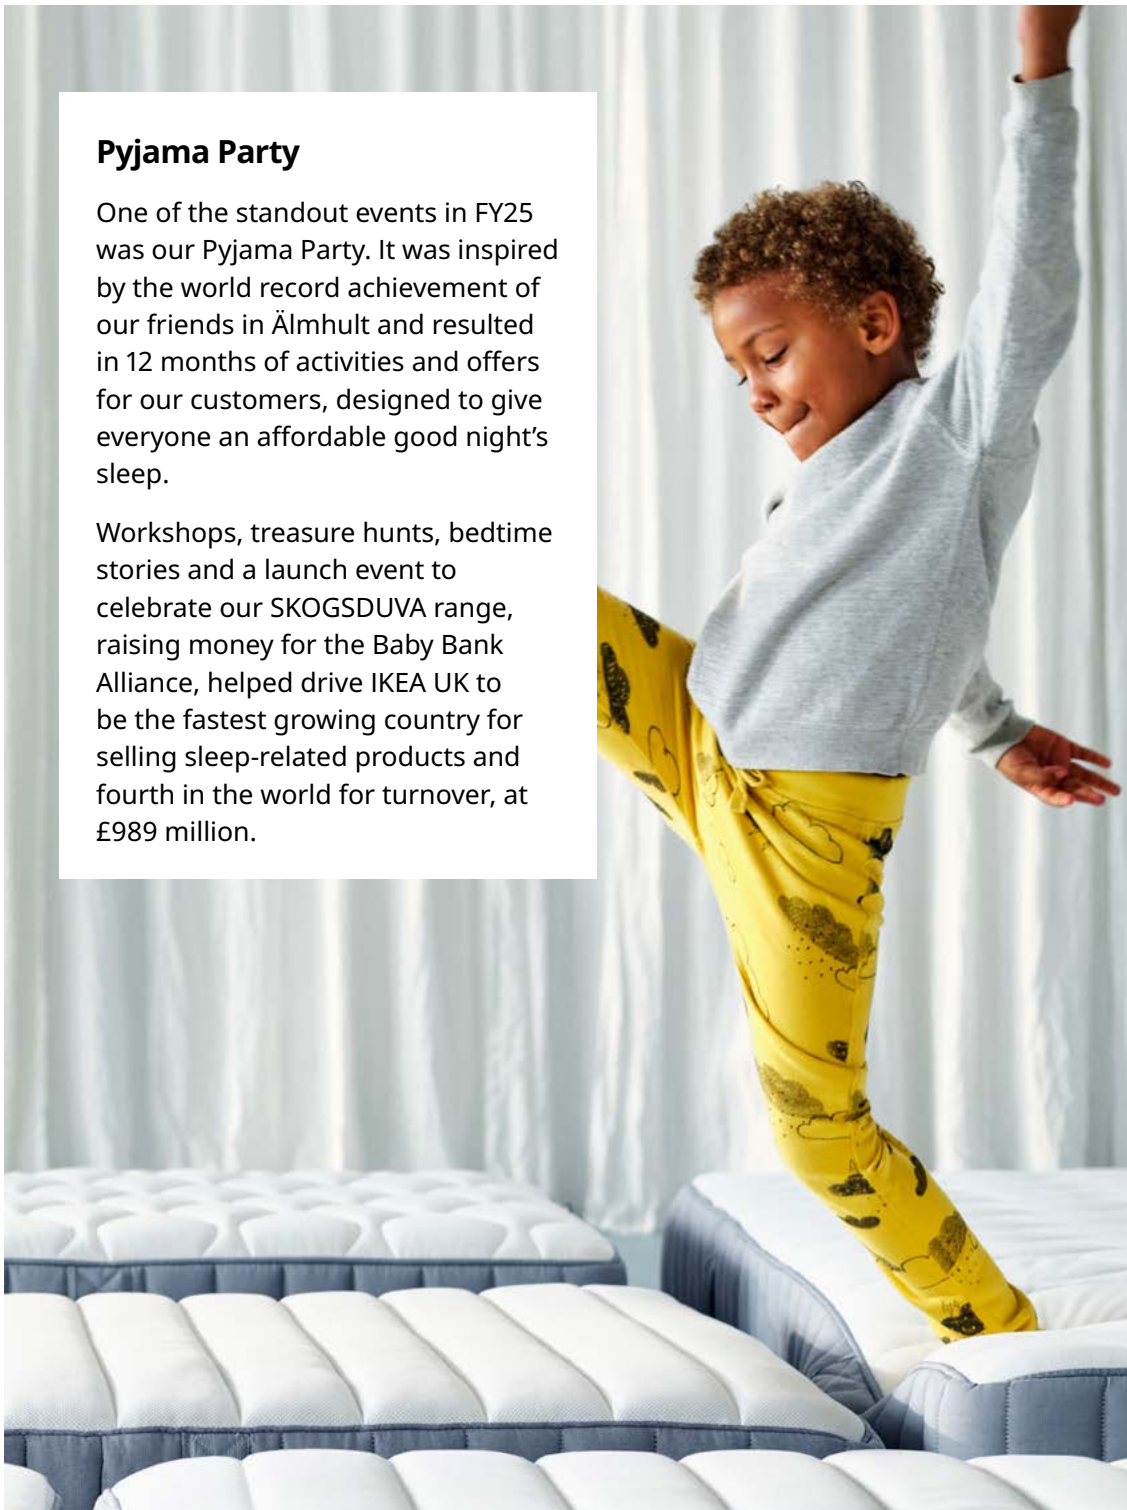 Pyjama Party
One of the standout events in FY25
was our Pyjama Party. It was inspired
by the world record achievement of
our friends in Älmhult and resulted
in 12 months of activities and offers
for our customers, designed to give
everyone an affordable good night’s
sleep.
Workshops, treasure hunts, bedtime
stories and a launch event to
celebrate our SKOGSDUVA range,
raising money for the Baby Bank
Alliance, helped drive IKEA UK to
be the fastest growing country for
selling sleep-related products and
fourth in the world for turnover, at
£989 million.